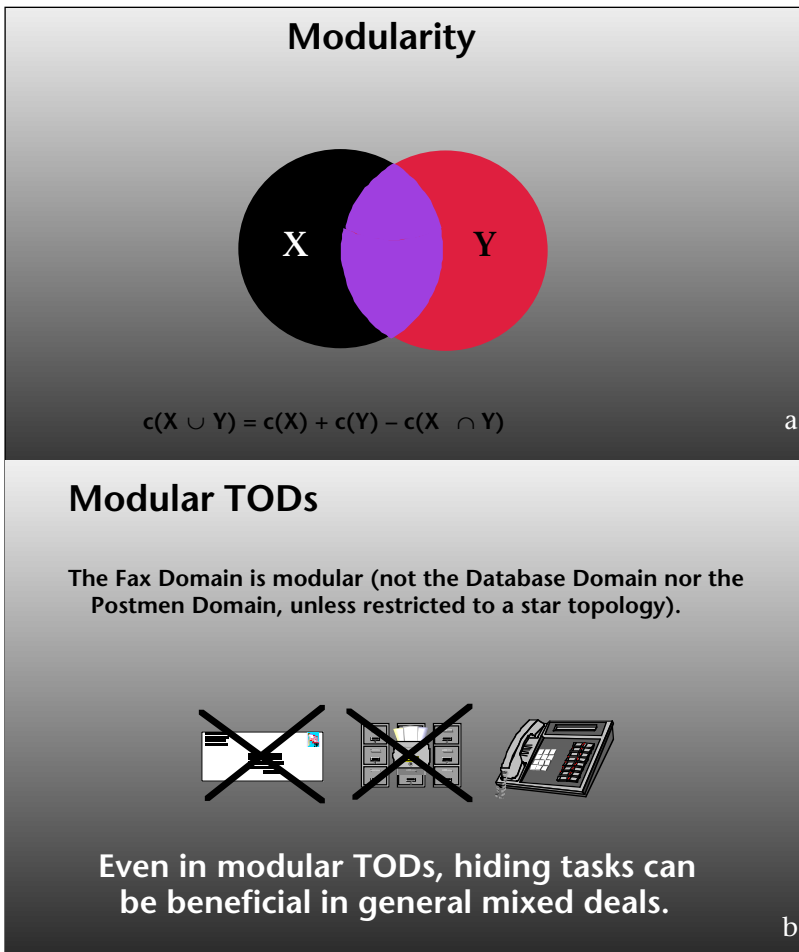 Modularity
X Y
c(X ∪ Y) = c(X) + c(Y) – c(X ∩ Y)
a
Modular TODs
The Fax Domain is modular (not the Database Domain nor the
Postmen Domain, unless restricted to a star topology).
Even in modular TODs, hiding tasks can
be beneficial in general mixed deals.
b